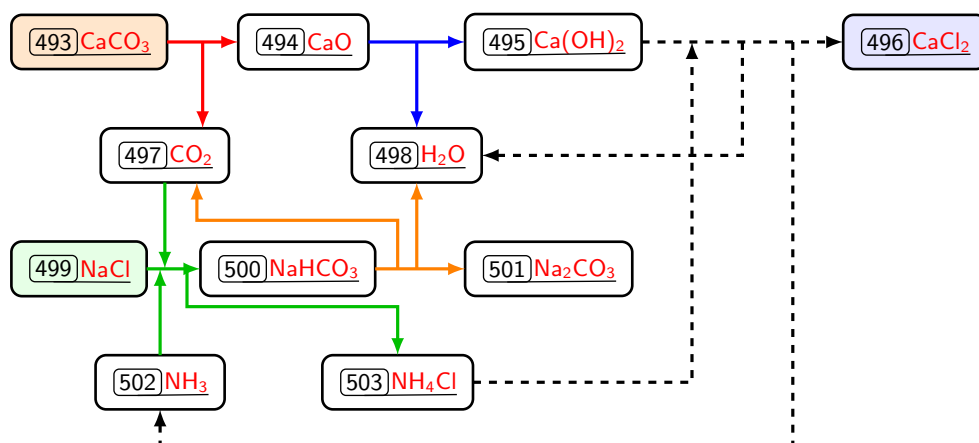 493 CaCO₃
494 CaO
495 Ca(OH)₂
496 CaCl₂
497 CO₂
498 H₂O
499 NaCl
500 NaHCO₃
501 Na₂CO₃
502 NH₃
503 NH₄Cl